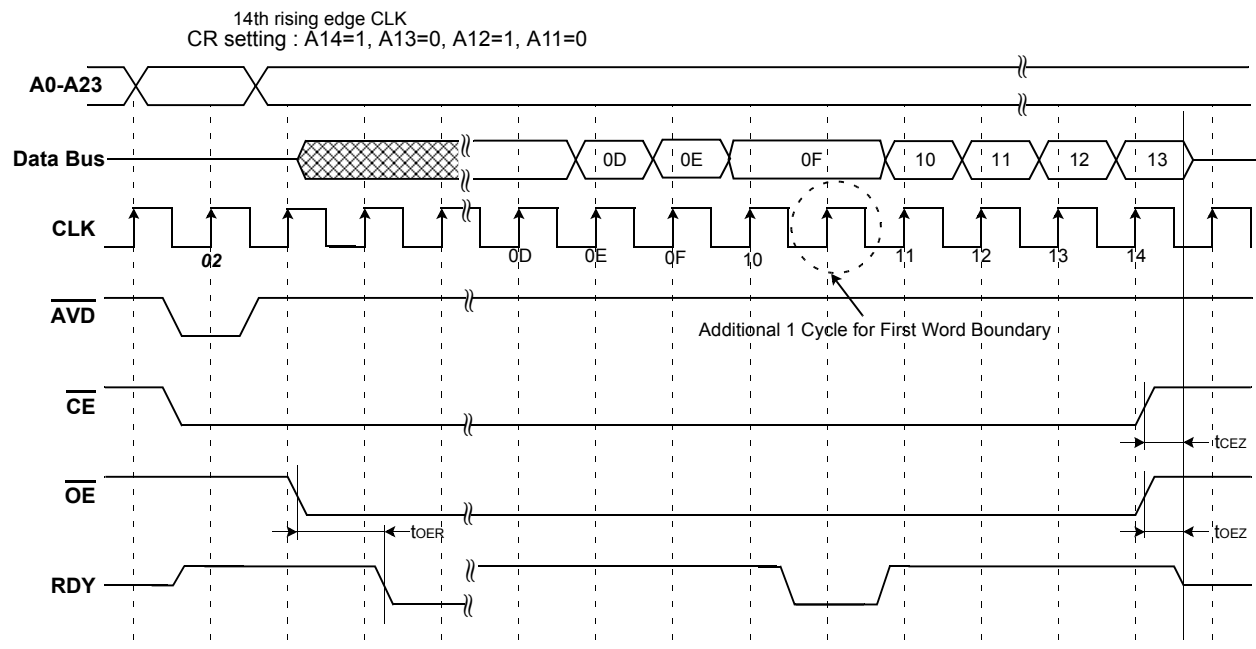 14th rising edge CLK
CR setting : A14=1, A13=0, A12=1, A11=0
A0-A23
Data Bus
0D 0E 0F 10 11 12 13
CLK
02 0D 0E 0F 10 11 12 13 14
AVD
Additional 1 Cycle for First Word Boundary
CE
tCEZ
OE
tOER
tOEZ
RDY